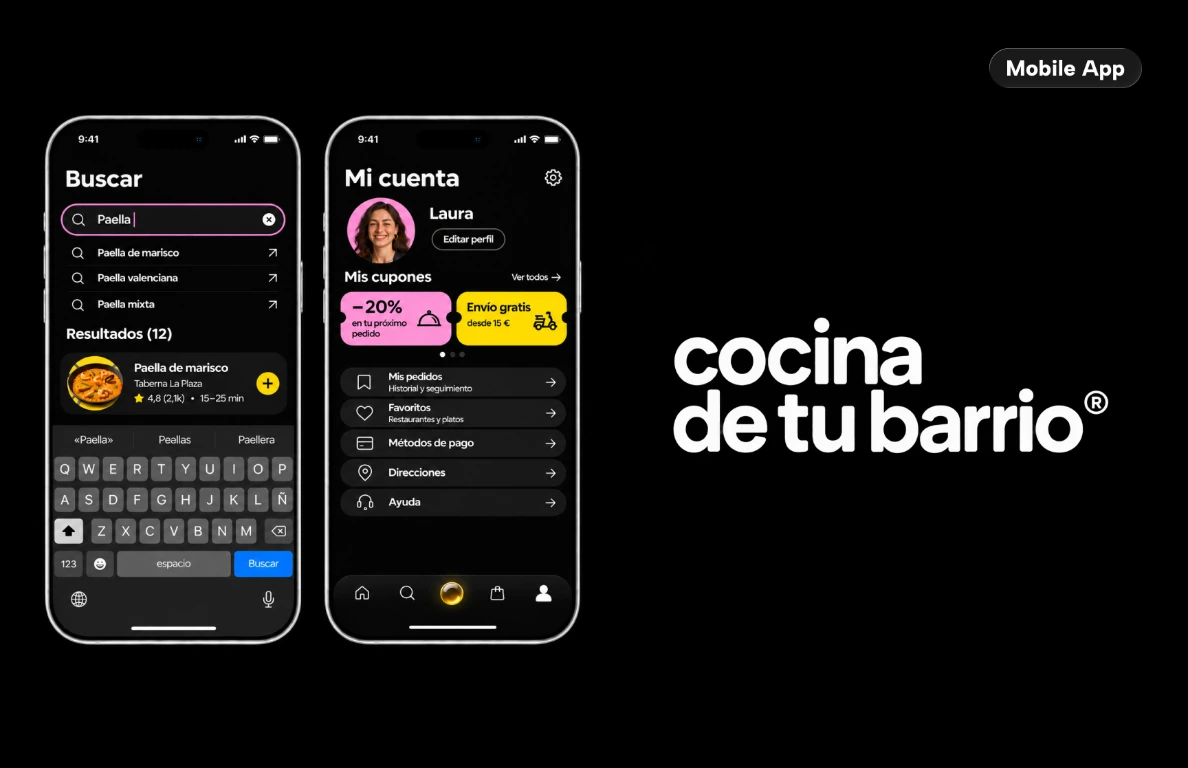 Mobile App
9:41
Buscar
Paella
Paella de marisco
Paella valenciana
Paella mixta
Resultados (12)
Paella de marisco
Taberna La Plaza
4,8 (2,1k) • 15–25 min
«Paella» Peallas Paellera
Q W E R T Y U I O P
A S D F G H J K L Ñ
Z X C V B N M
123 espacio Buscar
9:41
Mi cuenta
Laura
Editar perfil
Mis cupones Ver todos →
–20%
en tu próximo
pedido
Envío gratis
desde 15 €
Mis pedidos
Historial y seguimiento
Favoritos
Restaurantes y platos
Métodos de pago
Direcciones
Ayuda
cocina
de tu barrio®